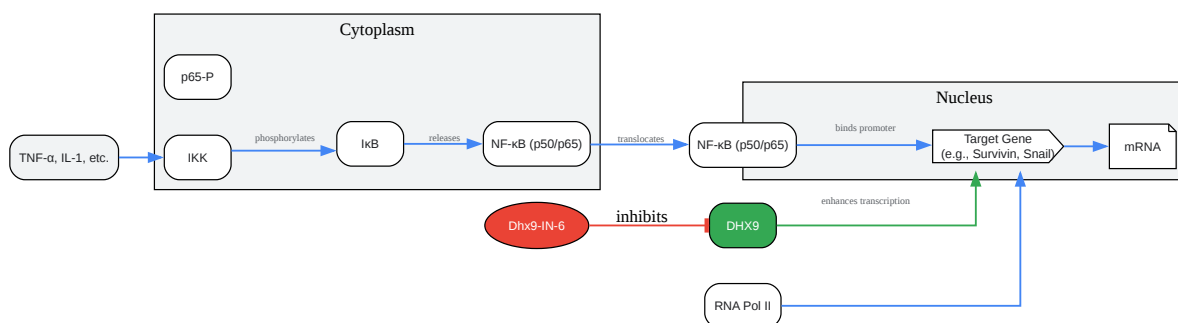 Cytoplasm
p65-P
Nucleus
TNF-α, IL-1, etc.
IKK
phosphorylates
IκB
releases
NF-κB (p50/p65)
translocates
NF-κB (p50/p65)
binds promoter
Target Gene
(e.g., Survivin, Snail)
mRNA
Dhx9-IN-6
inhibits
DHX9
enhances transcription
RNA Pol II